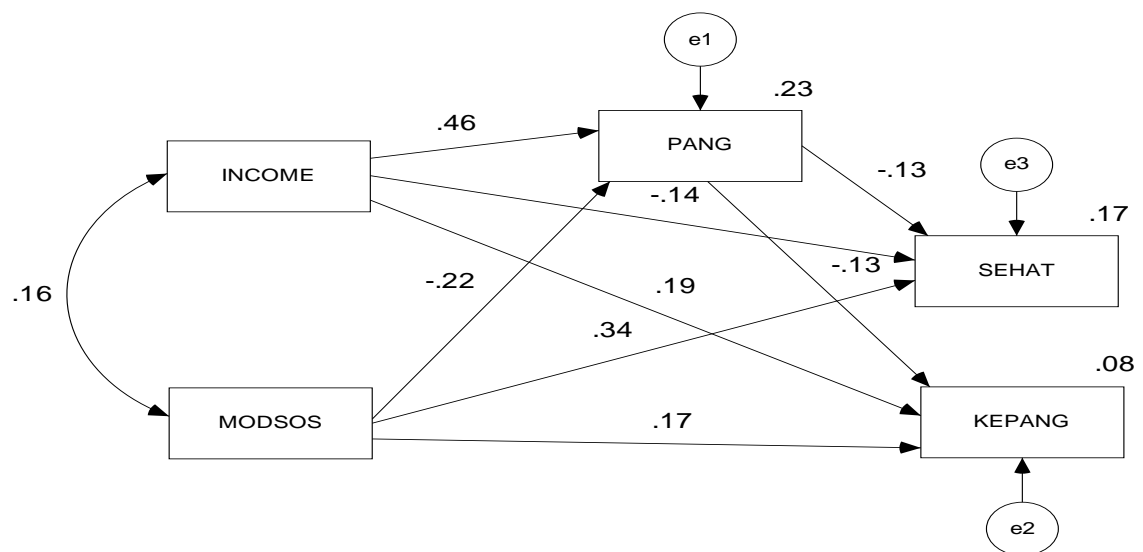 e1
.23
.46
PANG
INCOME
e3
-.13
-.14
.17
SEHAT
-.13
-.22
.19
.16
.34
.08
MODSOS
.17
KEPANG
e2